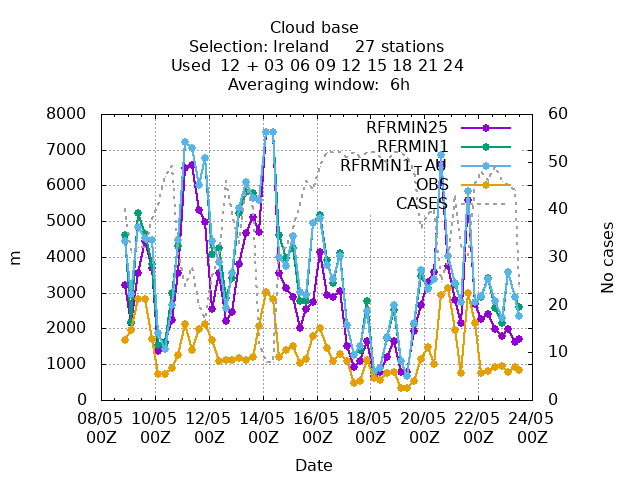 Cloud base
Selection: Ireland 27 stations
Used 12 + 03 06 09 12 15 18 21 24
Averaging window: 6h
8000
7000
6000
5000
4000
3000
2000
1000
0
m
60
50
40
30
20
10
0
No cases
RFRMIN25
RFRMIN1
RFRMIN1-AU
OBS
CASES
08/05 10/05 12/05 14/05 16/05 18/05 20/05 22/05 24/05
00Z 00Z 00Z 00Z 00Z 00Z 00Z 00Z 00Z
Date